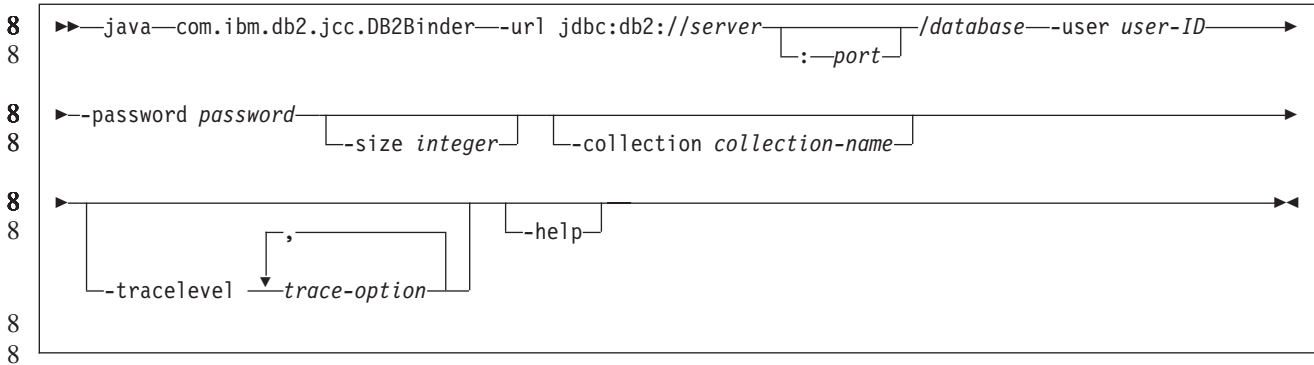 8 java com.ibm.db2.jcc.DB2Binder -url jdbc:db2://server /database -user user-ID
8 : port
8 -password password
8 -size integer -collection collection-name
8
8 -help
,
-tracelevel trace-option
8
8